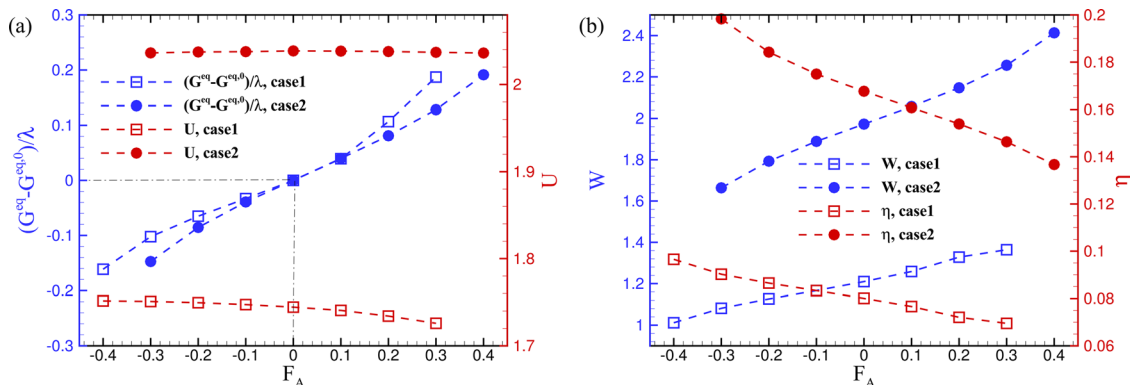 (a)
(G^eq-G^eq,0)/λ
0.3
0.2
0.1
0
-0.1
-0.2
-0.3
(G^eq-G^eq,0)/λ, case1
(G^eq-G^eq,0)/λ, case2
U, case1
U, case2
2
1.9
1.8
1.7
U
-0.4 -0.3 -0.2 -0.1 0 0.1 0.2 0.3 0.4
F_A
(b)
W
2.4
2.2
2
1.8
1.6
1.4
1.2
1
W, case1
W, case2
η, case1
η, case2
0.2
0.18
0.16
0.14
0.12
0.1
0.08
0.06
η
-0.4 -0.3 -0.2 -0.1 0 0.1 0.2 0.3 0.4
F_A